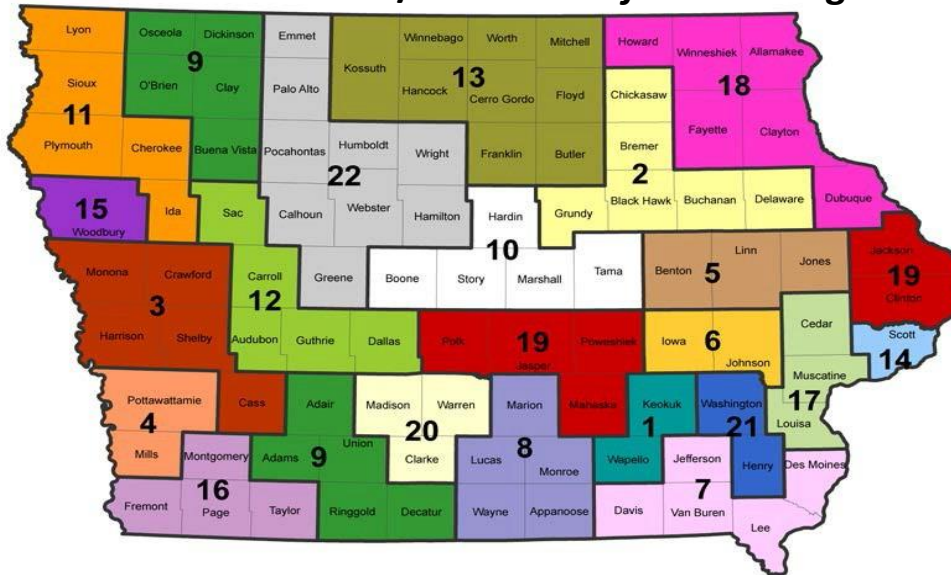 Lyon
Osceola Dickinson
9
O'Brien Clay
Buena Vista
Emmet
Palo Alto
Winnebago Worth Mitchell
Kossuth
13
Hancock Cerro Gordo Floyd
Franklin Butler
Howard
Winneshiek Allamakee
18
Fayette Clayton
Dubuque
Sioux
11
Plymouth Cherokee
Ida
Pocahontas Humboldt Wright
22
Calhoun Webster Hamilton
Greene
Chickasaw
Bremer
2
Grundy Black Hawk Buchanan Delaware
15
Woodbury
Sac
Carroll
12
Audubon Guthrie Dallas
Hardin
10
Boone Story Marshall Tama
Benton Linn Jones
5
Jackson
19
Clinton
Monona Crawford
3
Harrison Shelby
Cass
Polk 19 Poweshiek
Jasper
Mahaska
6
Iowa Johnson
Cedar
Muscatine
17
Louisa
Scott
14
Pottawattamie
4
Mills
Adair
Union
Adams 9
Ringgold Decatur
Madison Warren
20
Clarke
Marion
8
Lucas Monroe
Wayne Appanoose
Keokuk
1
Wapello
Washington
21
Henry
Montgomery
16
Fremont Page Taylor
Jefferson
7
Davis Van Buren
Des Moines
Lee